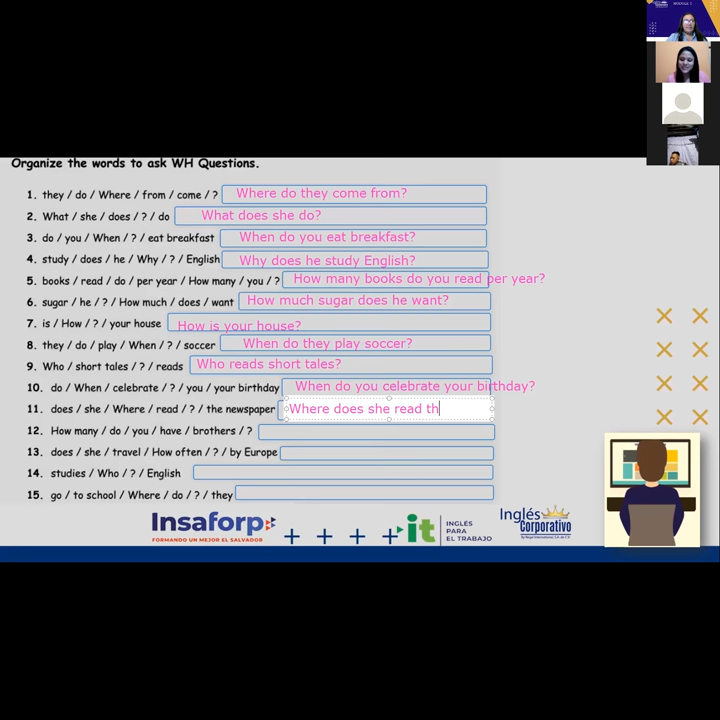 MODULE I
Organize the words to ask WH Questions.
1. they / do / Where / from / come / ? Where do they come from?
2. What / she / does / ? / do What does she do?
3. do / you / When / ? / eat breakfast When do you eat breakfast?
4. study / does / he / Why / ? / English Why does he study English?
5. books / read / do / per year / How many / you / ? How many books do you read per year?
6. sugar / he / ? / How much / does / want How much sugar does he want?
7. is / How / ? / your house How is your house?
8. they / do / play / When / ? / soccer When do they play soccer?
9. Who / short tales / ? / reads Who reads short tales?
10. do / When / celebrate / ? / you / your birthday When do you celebrate your birthday?
11. does / she / Where / read / ? / the newspaper Where does she read th
12. How many / do / you / have / brothers / ?
13. does / she / travel / How often / ? / by Europe
14. studies / Who / ? / English
15. go / to school / Where / do / ? / they
Insaforp
FORMANDO UN MEJOR EL SALVADOR
it
INGLÉS
PARA
EL TRABAJO
Inglés
Corporativo